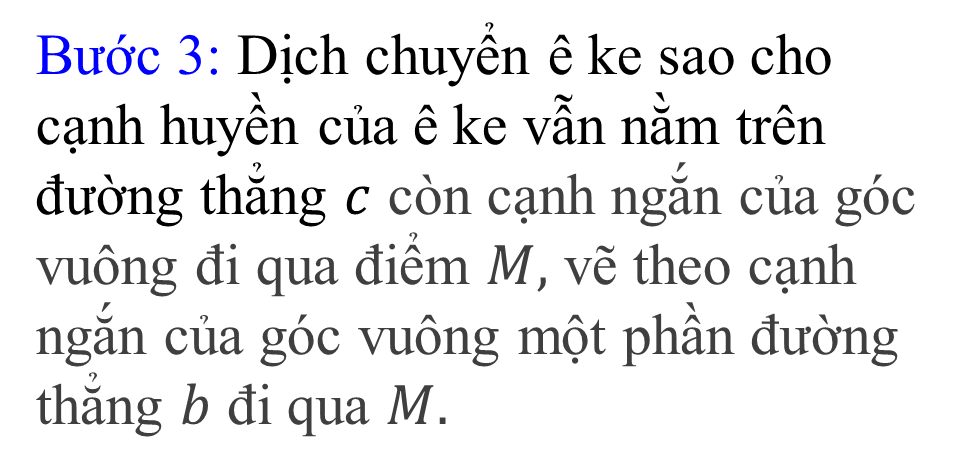 Bước 3: Dịch chuyển ê ke sao cho
cạnh huyền của ê ke vẫn nằm trên
đường thẳng c còn cạnh ngắn của góc
vuông đi qua điểm M, vẽ theo cạnh
ngắn của góc vuông một phần đường
thẳng b đi qua M.